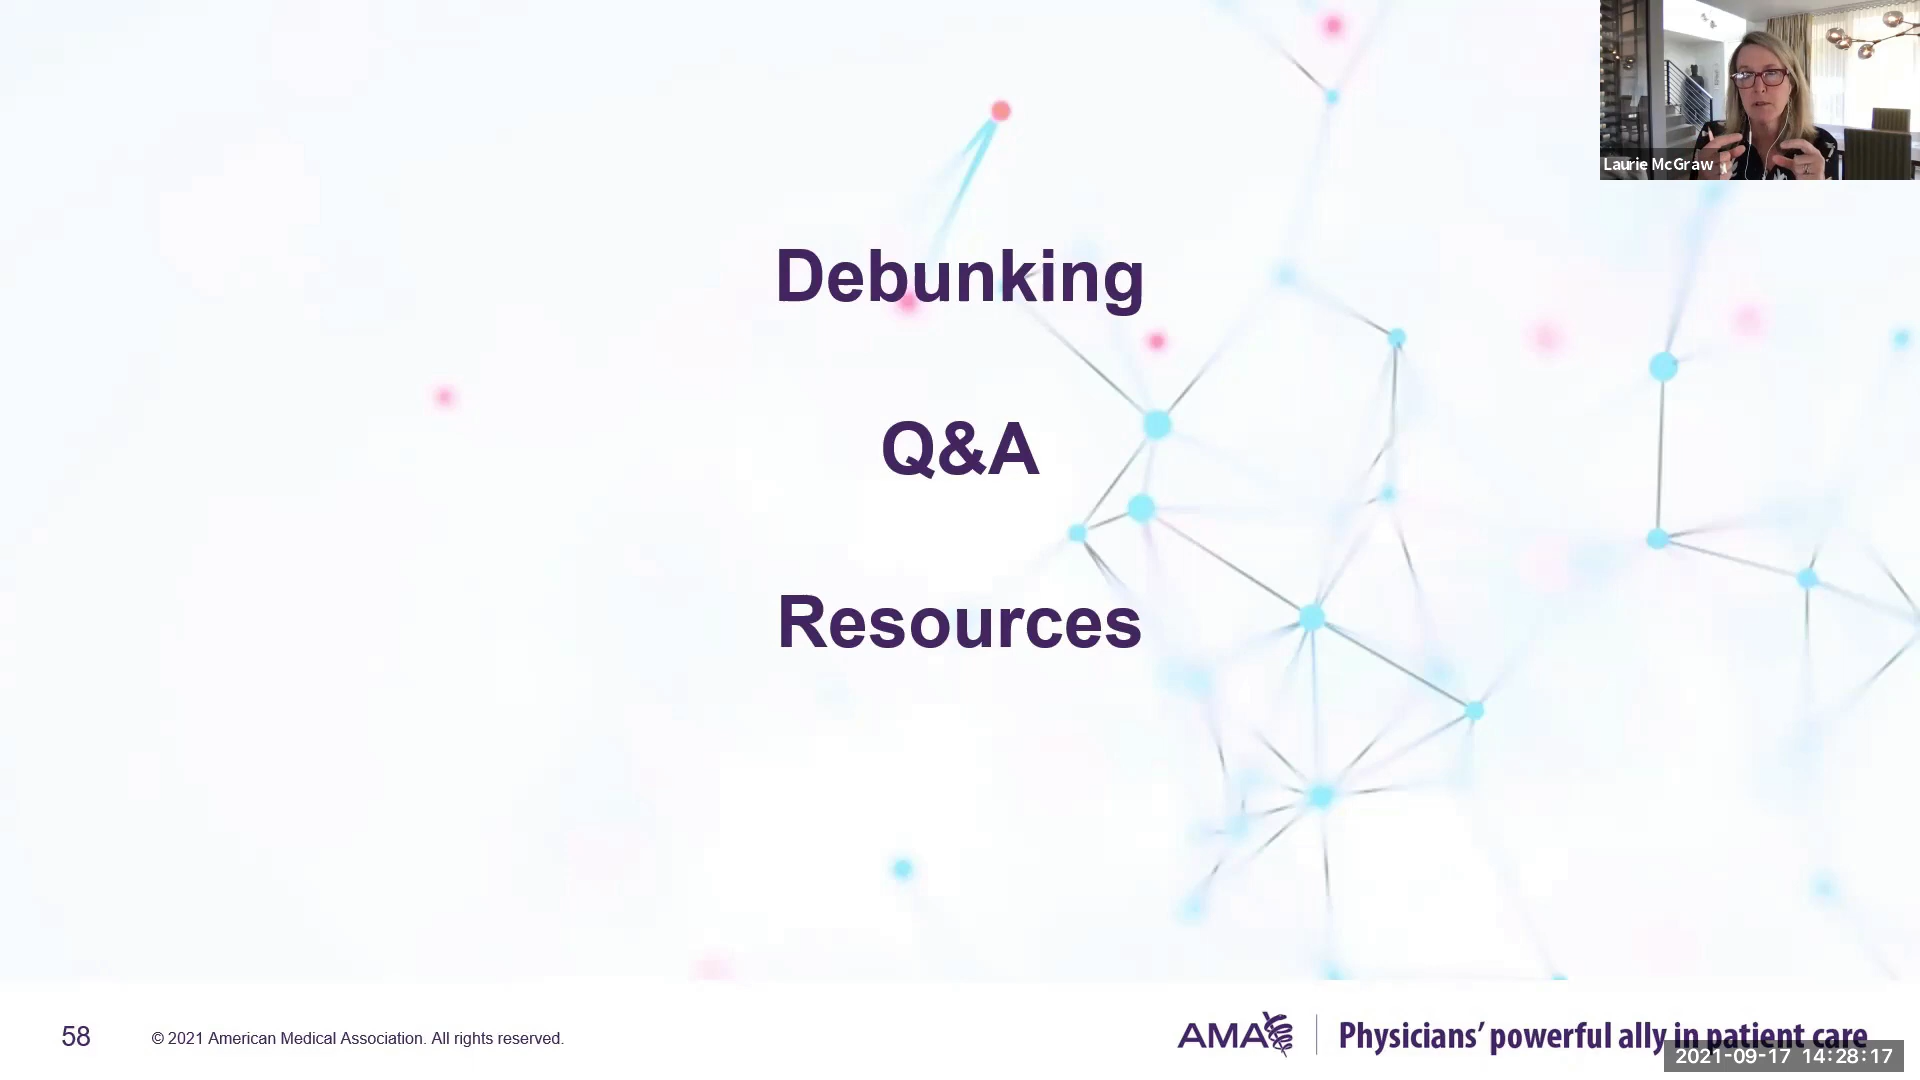 Laurie McGraw
Debunking
Q&A
Resources
58
© 2021 American Medical Association. All rights reserved.
AMA
Physicians’ powerful ally in patient care
2021-09-17 14:28:17